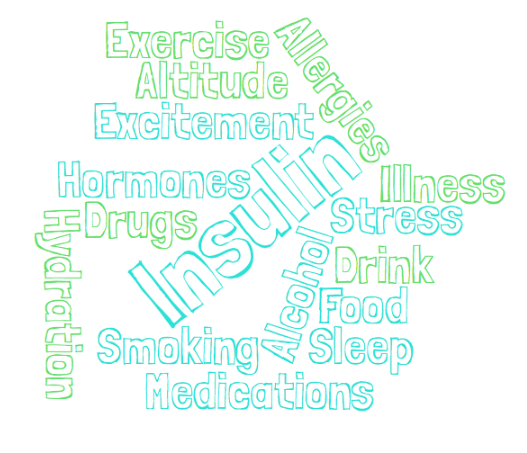 Exercise
Allergies
Altitude
Excitement
Insulin
Hormones
Illness
Drugs
Stress
Hydration
Alcohol
Drink
Food
Smoking
Sleep
Medications